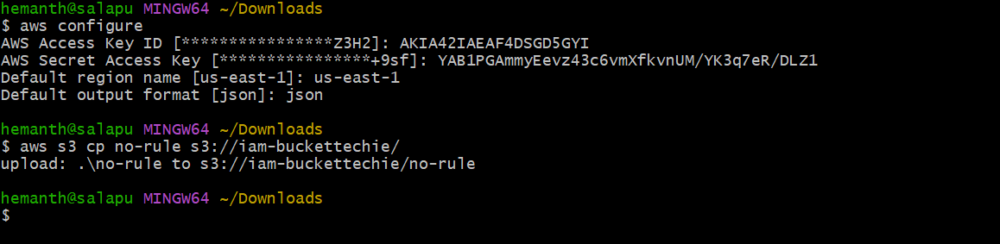 hemanth@salapu MINGW64 ~/Downloads
$ aws configure
AWS Access Key ID [****************Z3H2]: AKIA42IAEAF4DSGD5GYI
AWS Secret Access Key [****************+9sf]: 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
Default region name [us-east-1]: us-east-1
Default output format [json]: json
hemanth@salapu MINGW64 ~/Downloads
$ aws s3 cp no-rule s3://iam-buckettechie/
upload: .\no-rule to s3://iam-buckettechie/no-rule
hemanth@salapu MINGW64 ~/Downloads
$